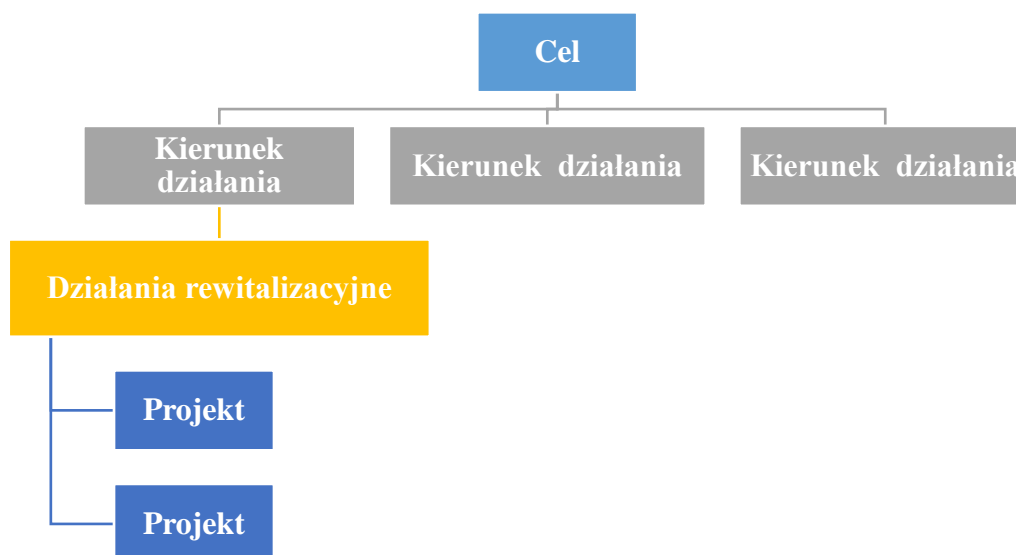 Cel
Kierunek
działania
Kierunek działania
Kierunek działania
Działania rewitalizacyjne
Projekt
Projekt